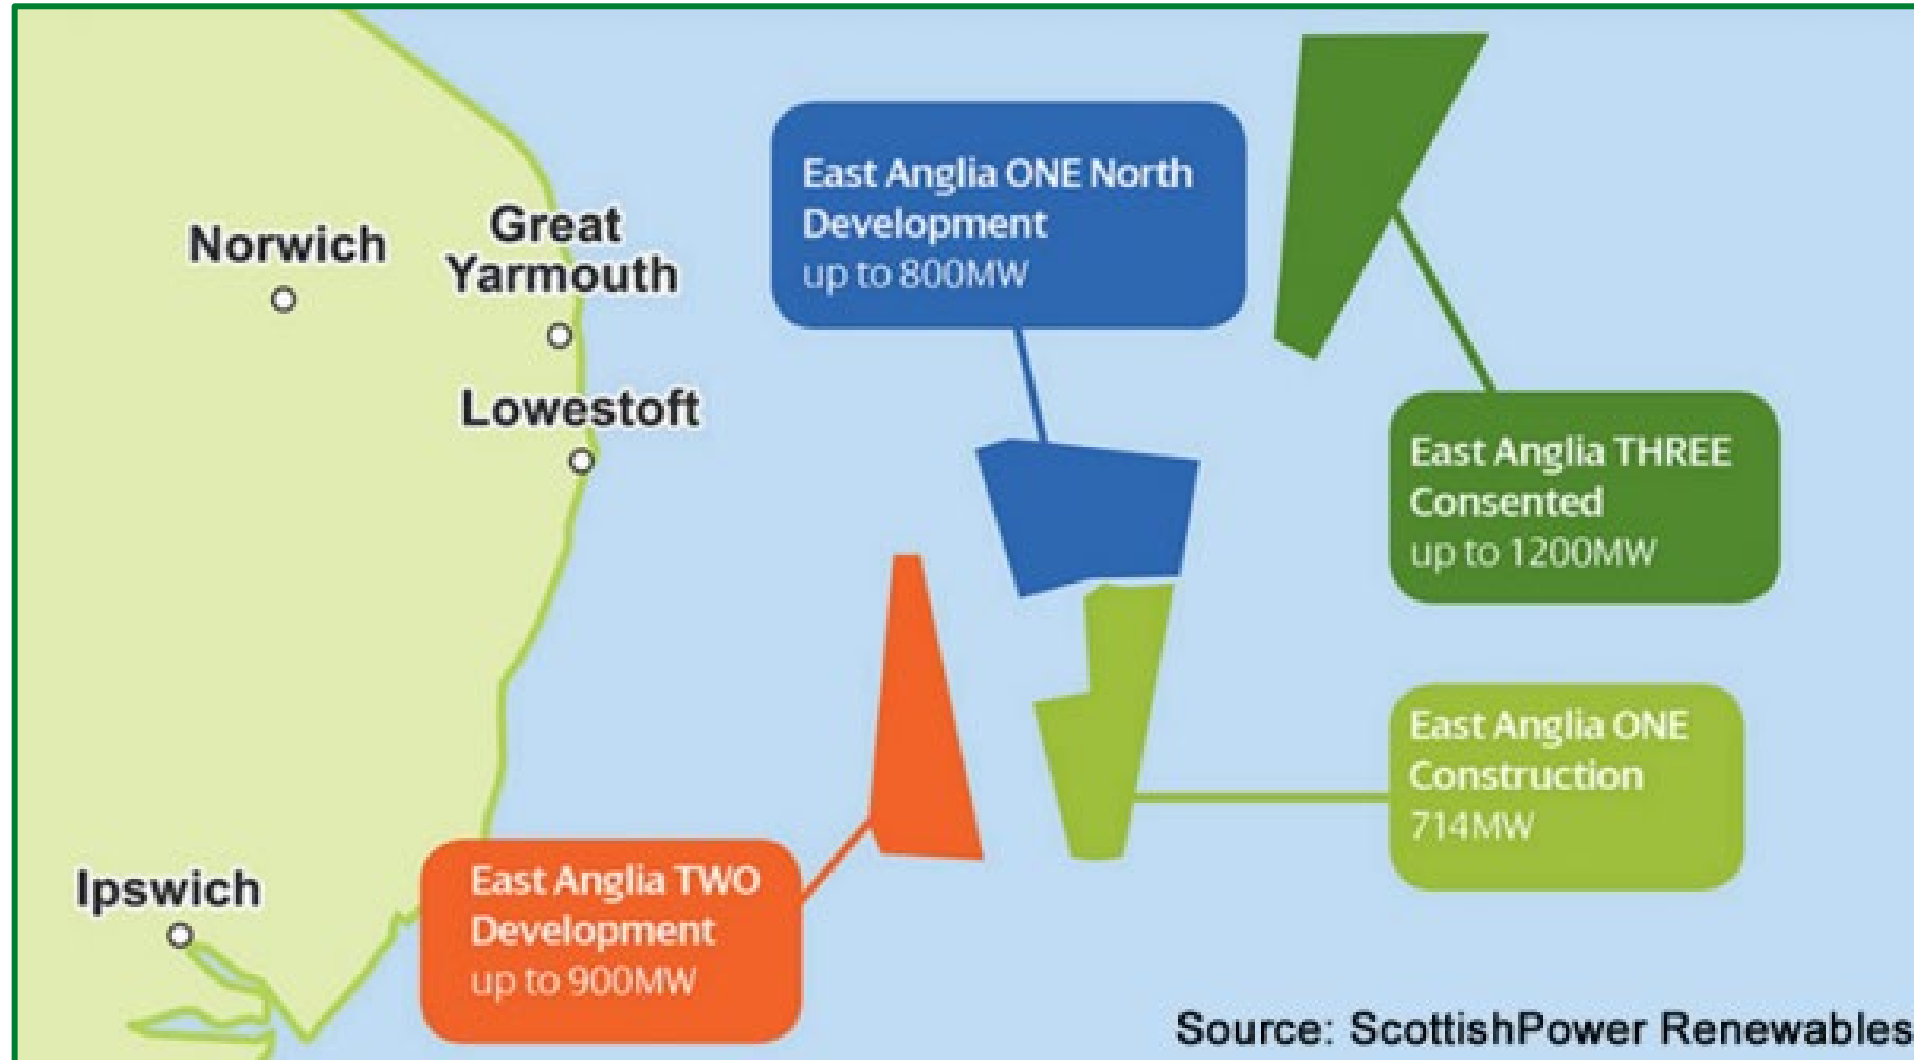 East Anglia ONE North
Development
up to 800MW
Norwich
Great
Yarmouth
Lowestoft
East Anglia THREE
Consented
up to 1200MW
East Anglia ONE
Construction
714MW
Ipswich
East Anglia TWO
Development
up to 900MW
Source: ScottishPower Renewables